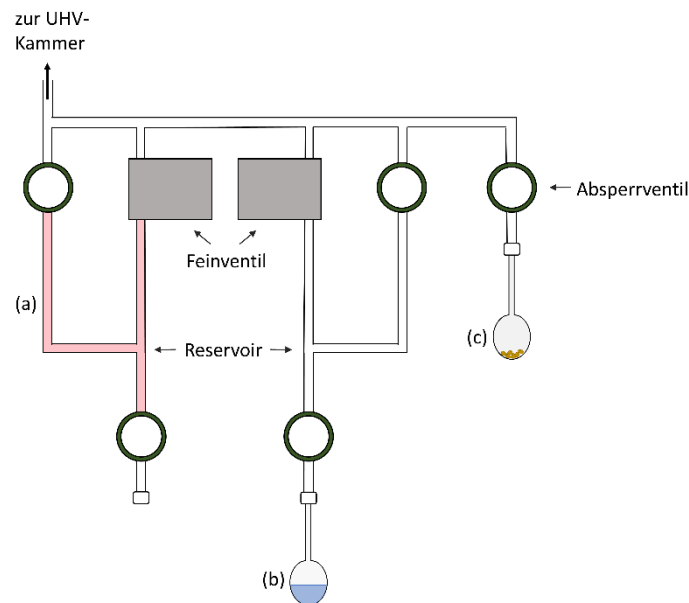 zur UHV-
Kammer
Absperrventil
Feinventil
(a)
Reservoir
(c)
(b)